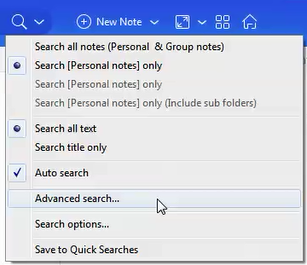 New Note
Search all notes (Personal & Group notes)
Search [Personal notes] only
Search [Personal notes] only
Search [Personal notes] only (Include sub folders)
Search all text
Search title only
Auto search
Advanced search...
Search options...
Save to Quick Searches